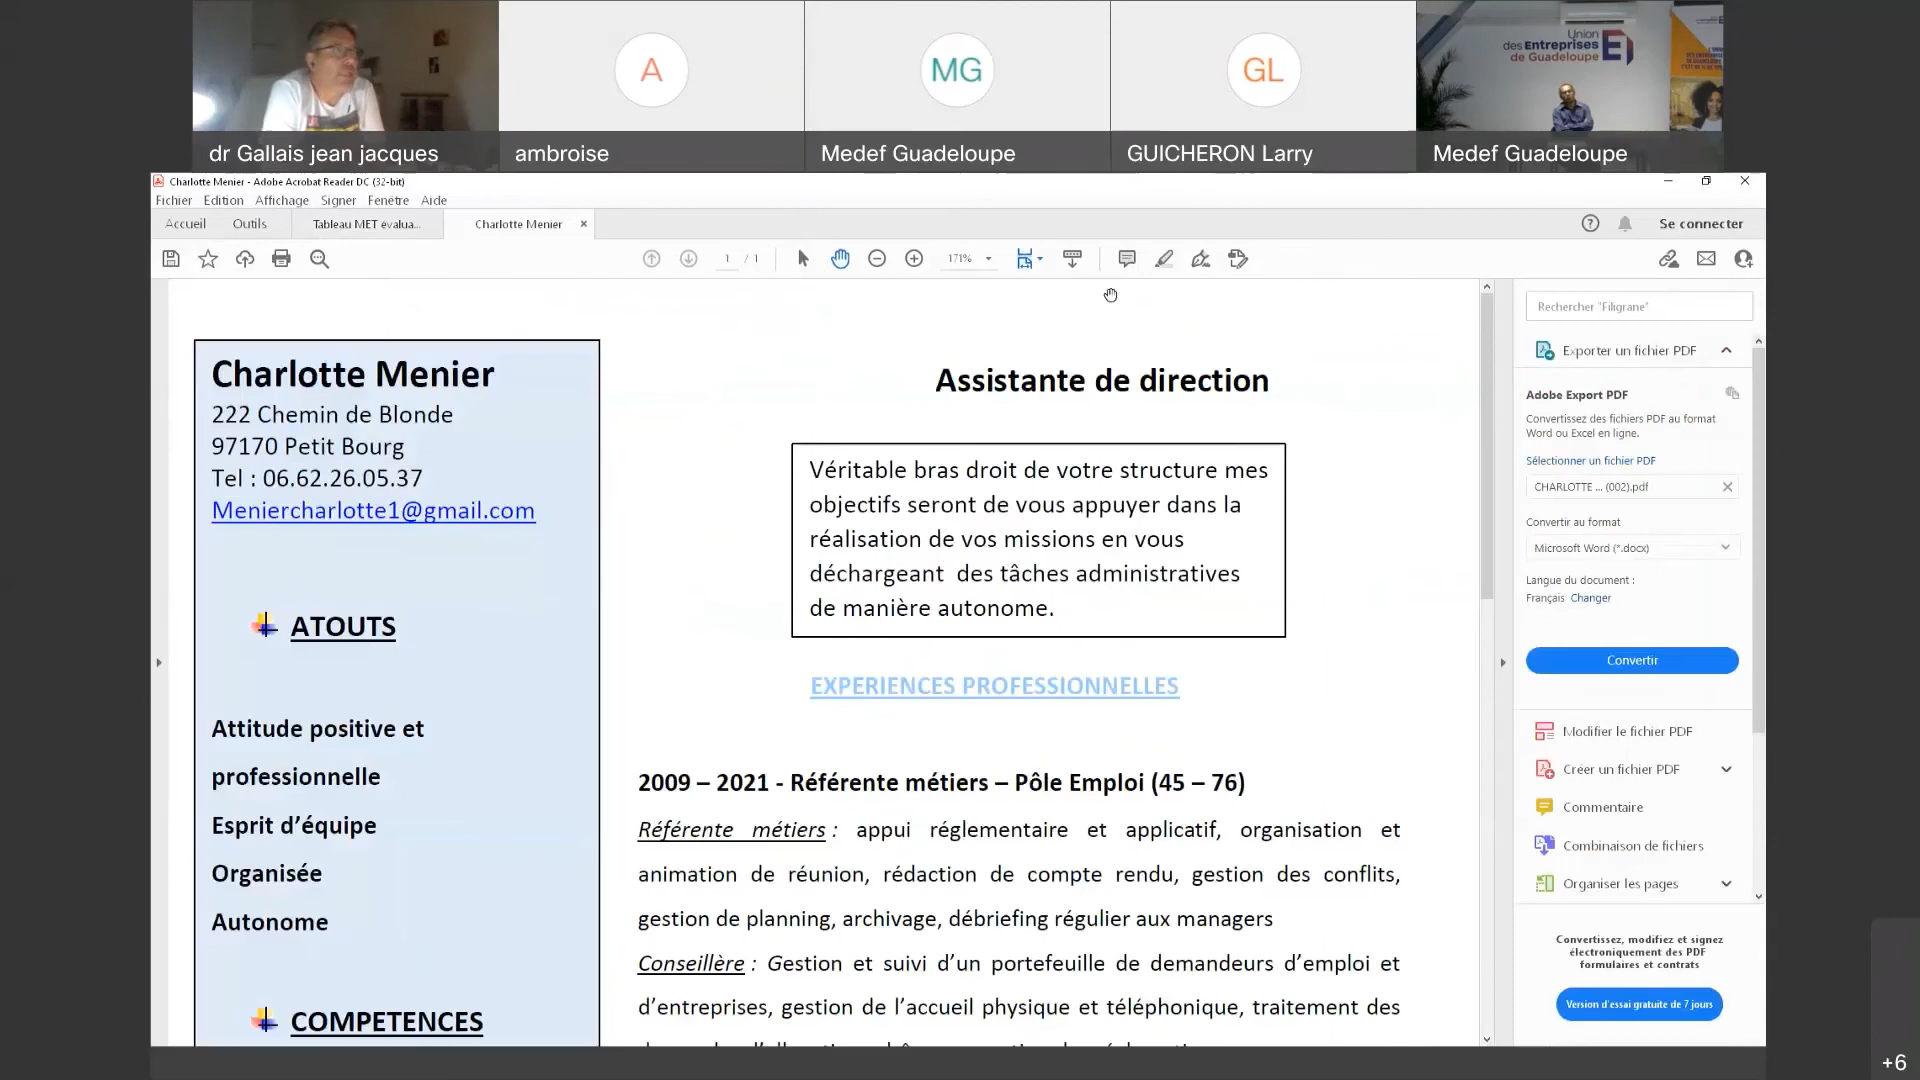 A
MG
GL
Union
des Entreprises
de Guadeloupe
dr Gallais jean jacques
ambroise
Medef Guadeloupe
GUICHERON Larry
Medef Guadeloupe
Charlotte Menier - Adobe Acrobat Reader DC (32-bit)
Fichier Edition Affichage Signer Fenêtre Aide
Accueil Outils Tableau MET évalua... Charlotte Menier Se connecter
1 / 1 171%
Charlotte Menier
222 Chemin de Blonde
97170 Petit Bourg
Tel : 06.62.26.05.37
Meniercharlotte1@gmail.com
ATOUTS
Attitude positive et
professionnelle
Esprit d’équipe
Organisée
Autonome
COMPETENCES
Assistante de direction
Véritable bras droit de votre structure mes
objectifs seront de vous appuyer dans la
réalisation de vos missions en vous
déchargeant des tâches administratives
de manière autonome.
EXPERIENCES PROFESSIONNELLES
2009 – 2021 - Référente métiers – Pôle Emploi (45 – 76)
Référente métiers : appui réglementaire et applicatif, organisation et
animation de réunion, rédaction de compte rendu, gestion des conflits,
gestion de planning, archivage, débriefing régulier aux managers
Conseillère : Gestion et suivi d’un portefeuille de demandeurs d’emploi et
d’entreprises, gestion de l’accueil physique et téléphonique, traitement des
Rechercher "Filigrane"
Exporter un fichier PDF
Adobe Export PDF
Convertissez des fichiers PDF au format
Word ou Excel en ligne.
Sélectionner un fichier PDF
CHARLOTTE ... (002).pdf
Convertir au format
Microsoft Word (*.docx)
Langue du document :
Français Changer
Convertir
Modifier le fichier PDF
Créer un fichier PDF
Commentaire
Combinaison de fichiers
Organiser les pages
Convertissez, modifiez et signez
électroniquement des PDF
formulaires et contrats
Version d'essai gratuite de 7 jours
+6